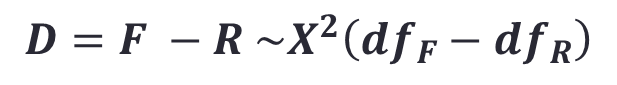 D = F − R ~X²(df_F − df_R)